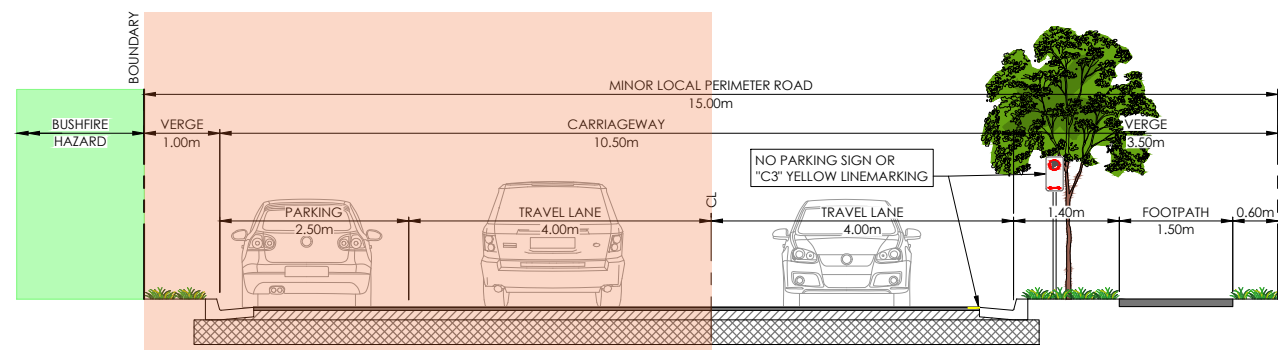 BOUNDARY
MINOR LOCAL PERIMETER ROAD
15.00m
BUSHFIRE
HAZARD
VERGE
1.00m
CARRIAGEWAY
10.50m
VERGE
3.50m
NO PARKING SIGN OR
"C3" YELLOW LINEMARKING
CL
PARKING
2.50m
TRAVEL LANE
4.00m
TRAVEL LANE
4.00m
1.40m
FOOTPATH
1.50m
0.60m